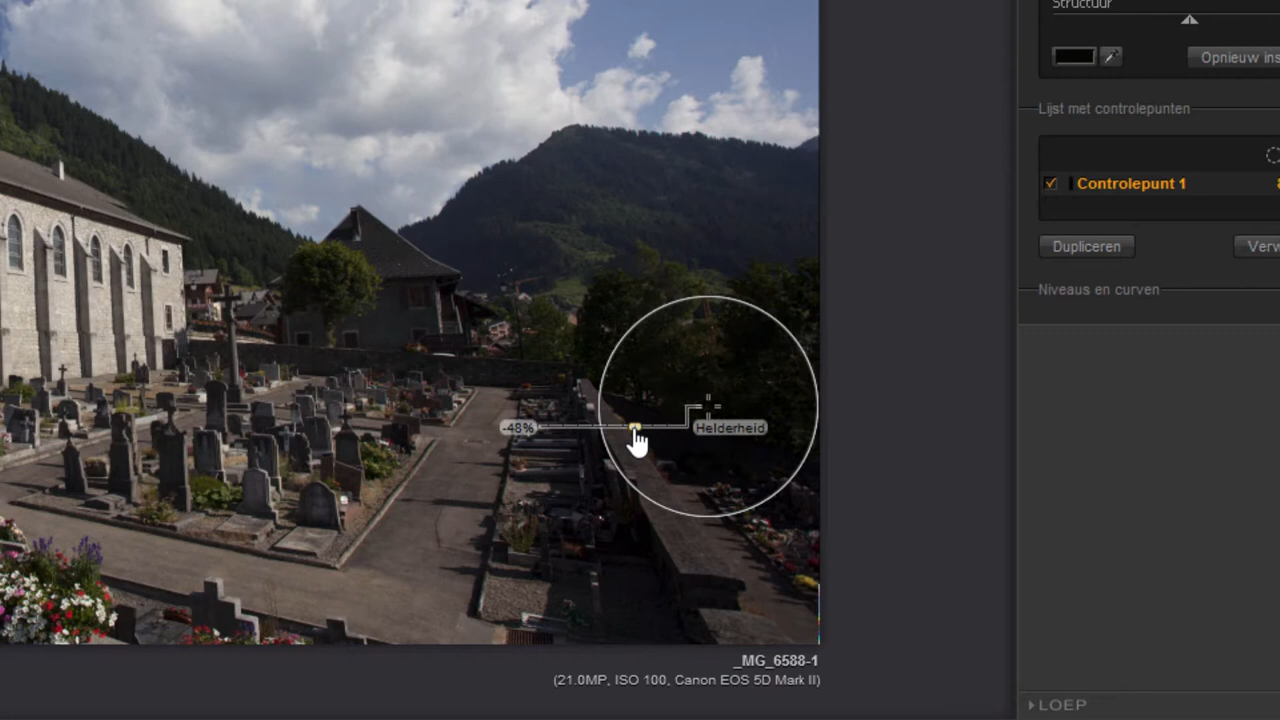 Structuur
Opnieuw ins
Lijst met controlepunten
Controlepunt 1
Dupliceren
Verw
Niveaus en curven
-48%
Helderheid
_MG_6588-1
(21.0MP, ISO 100, Canon EOS 5D Mark II)
LOEP